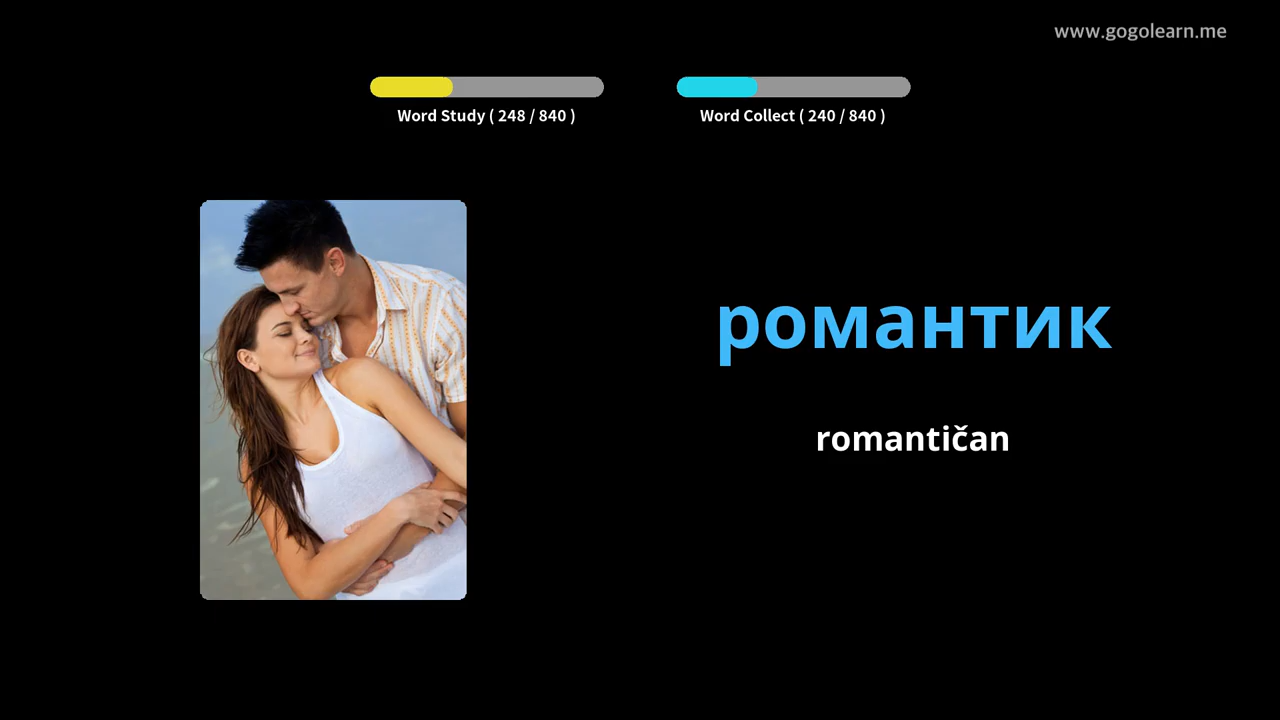 www.gogolearn.me
Word Study ( 248 / 840 )
Word Collect ( 240 / 840 )
романтик
romantičan